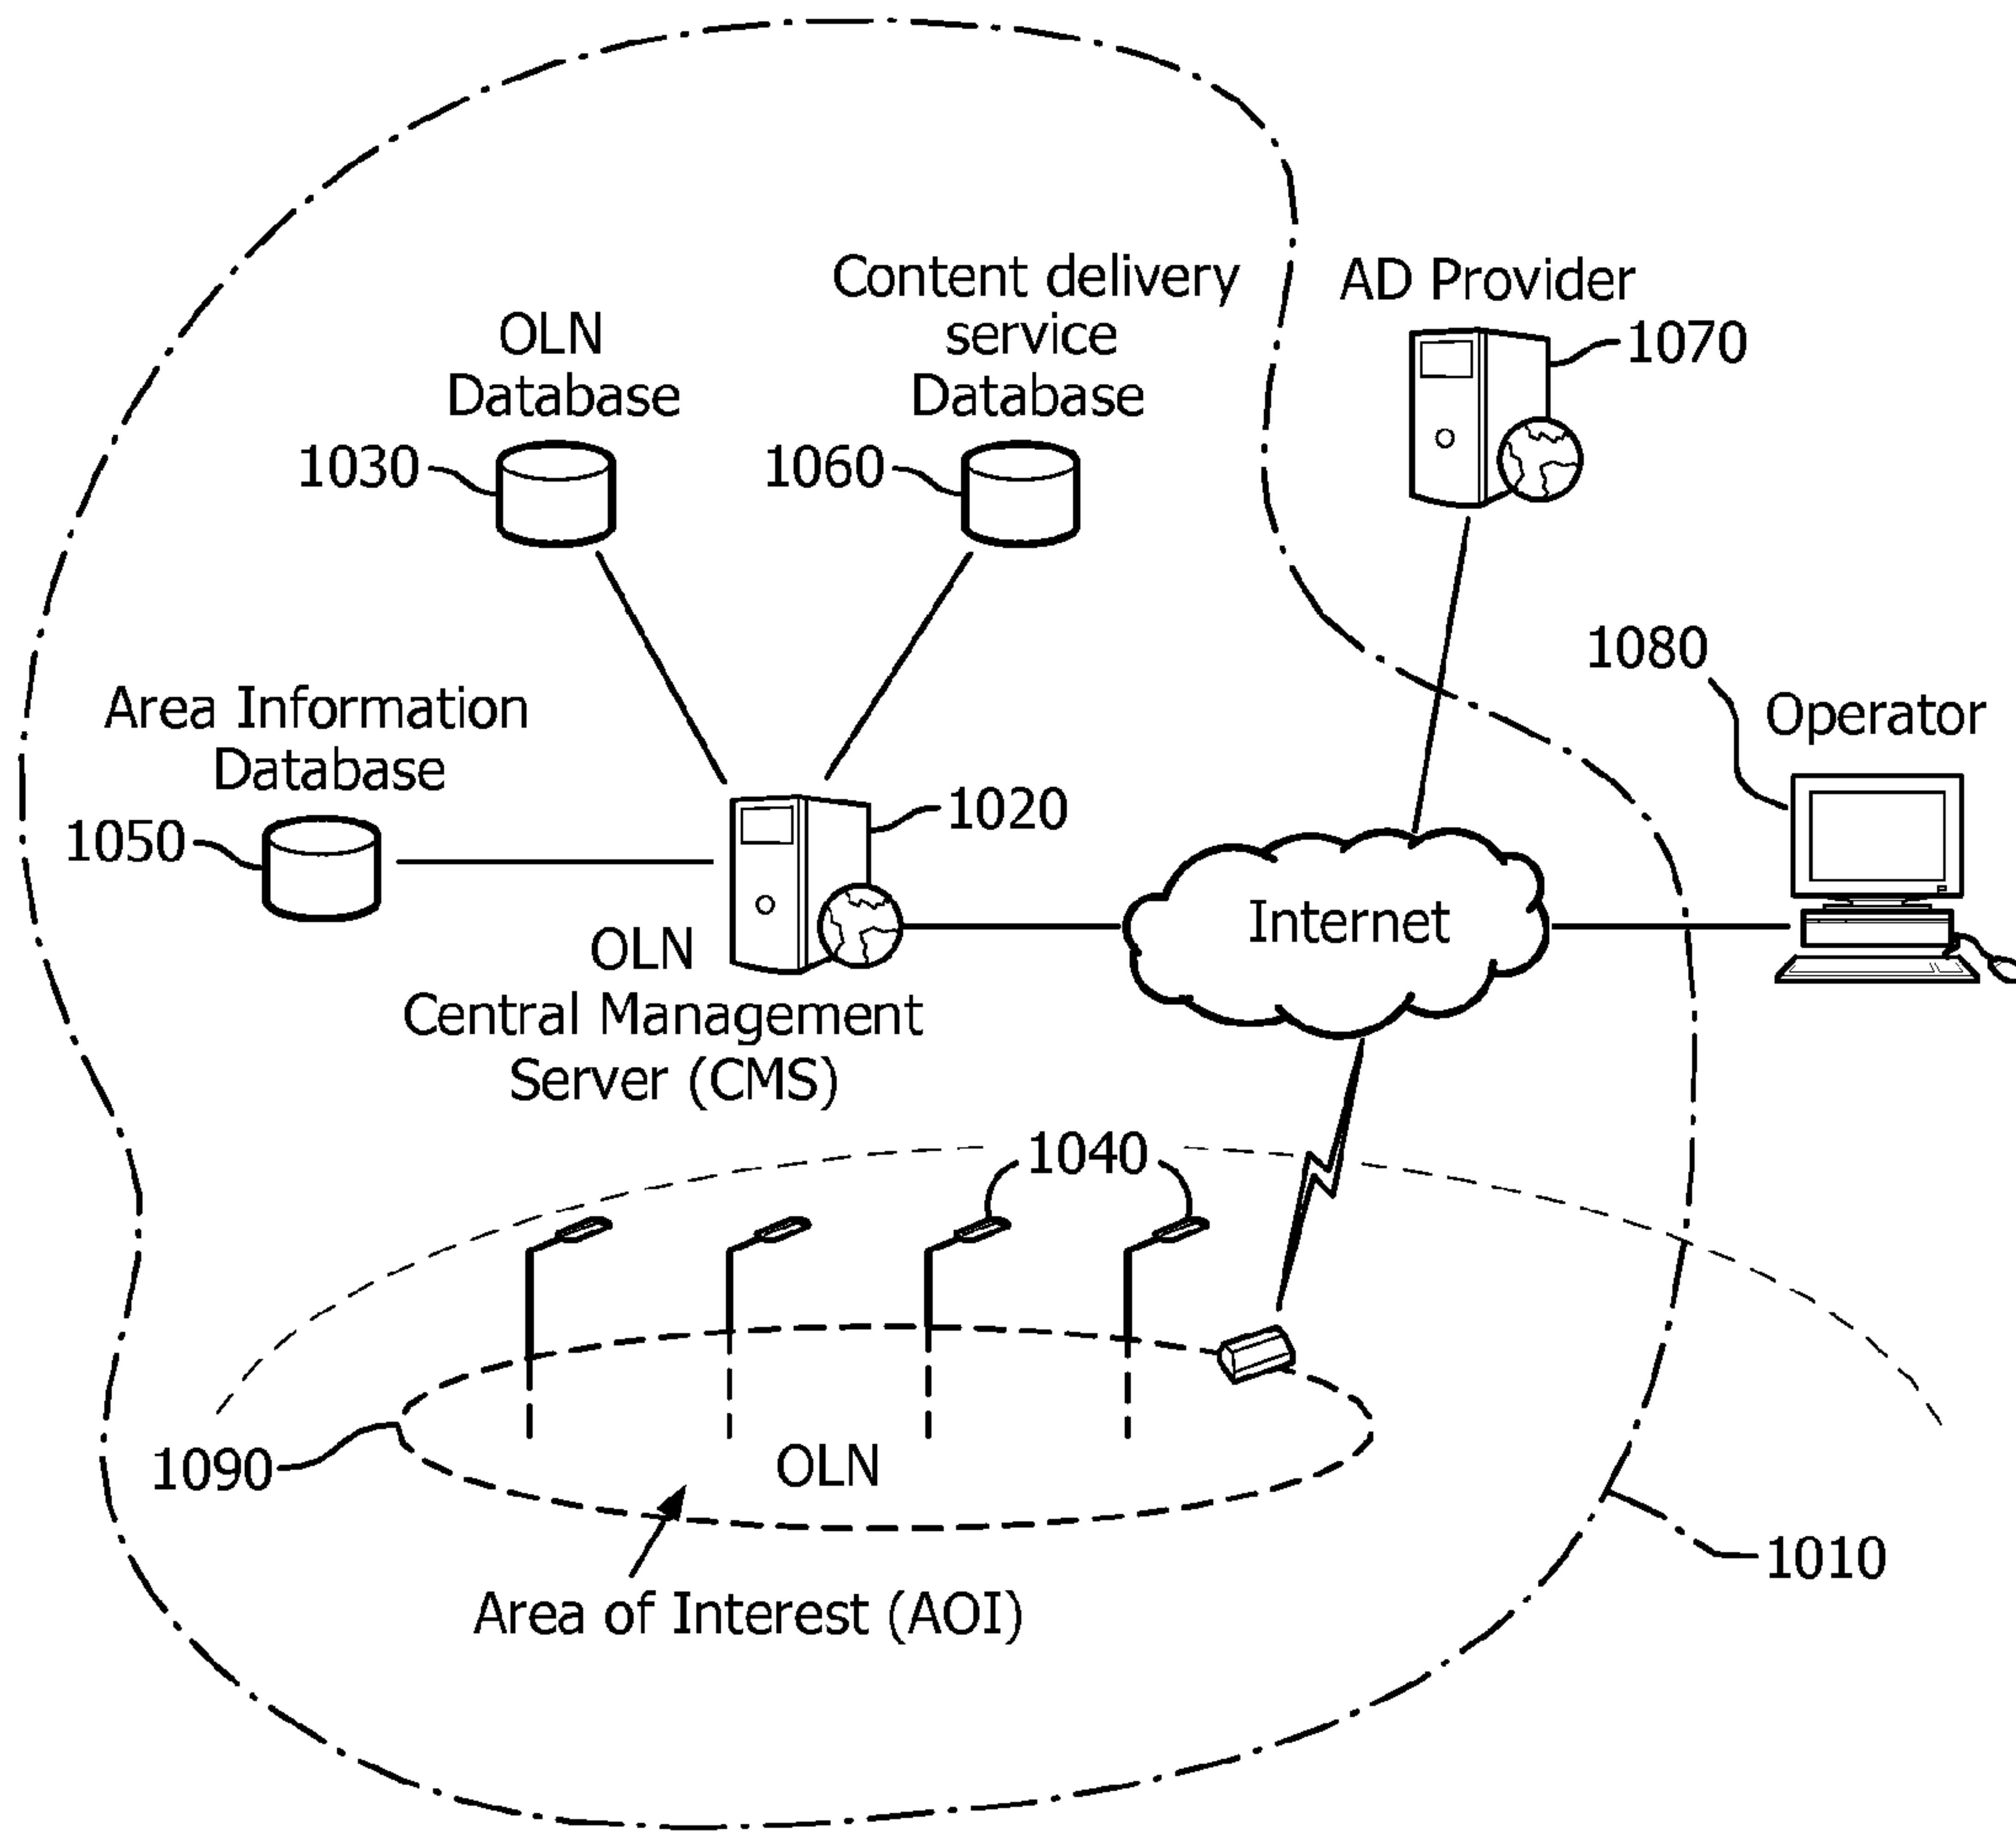 Content delivery
service
Database
AD Provider
OLN
Database
1070
1030
1060
1080
Operator
Area Information
Database
1050
1020
Internet
OLN
Central Management
Server (CMS)
1040
1090
OLN
1010
Area of Interest (AOI)